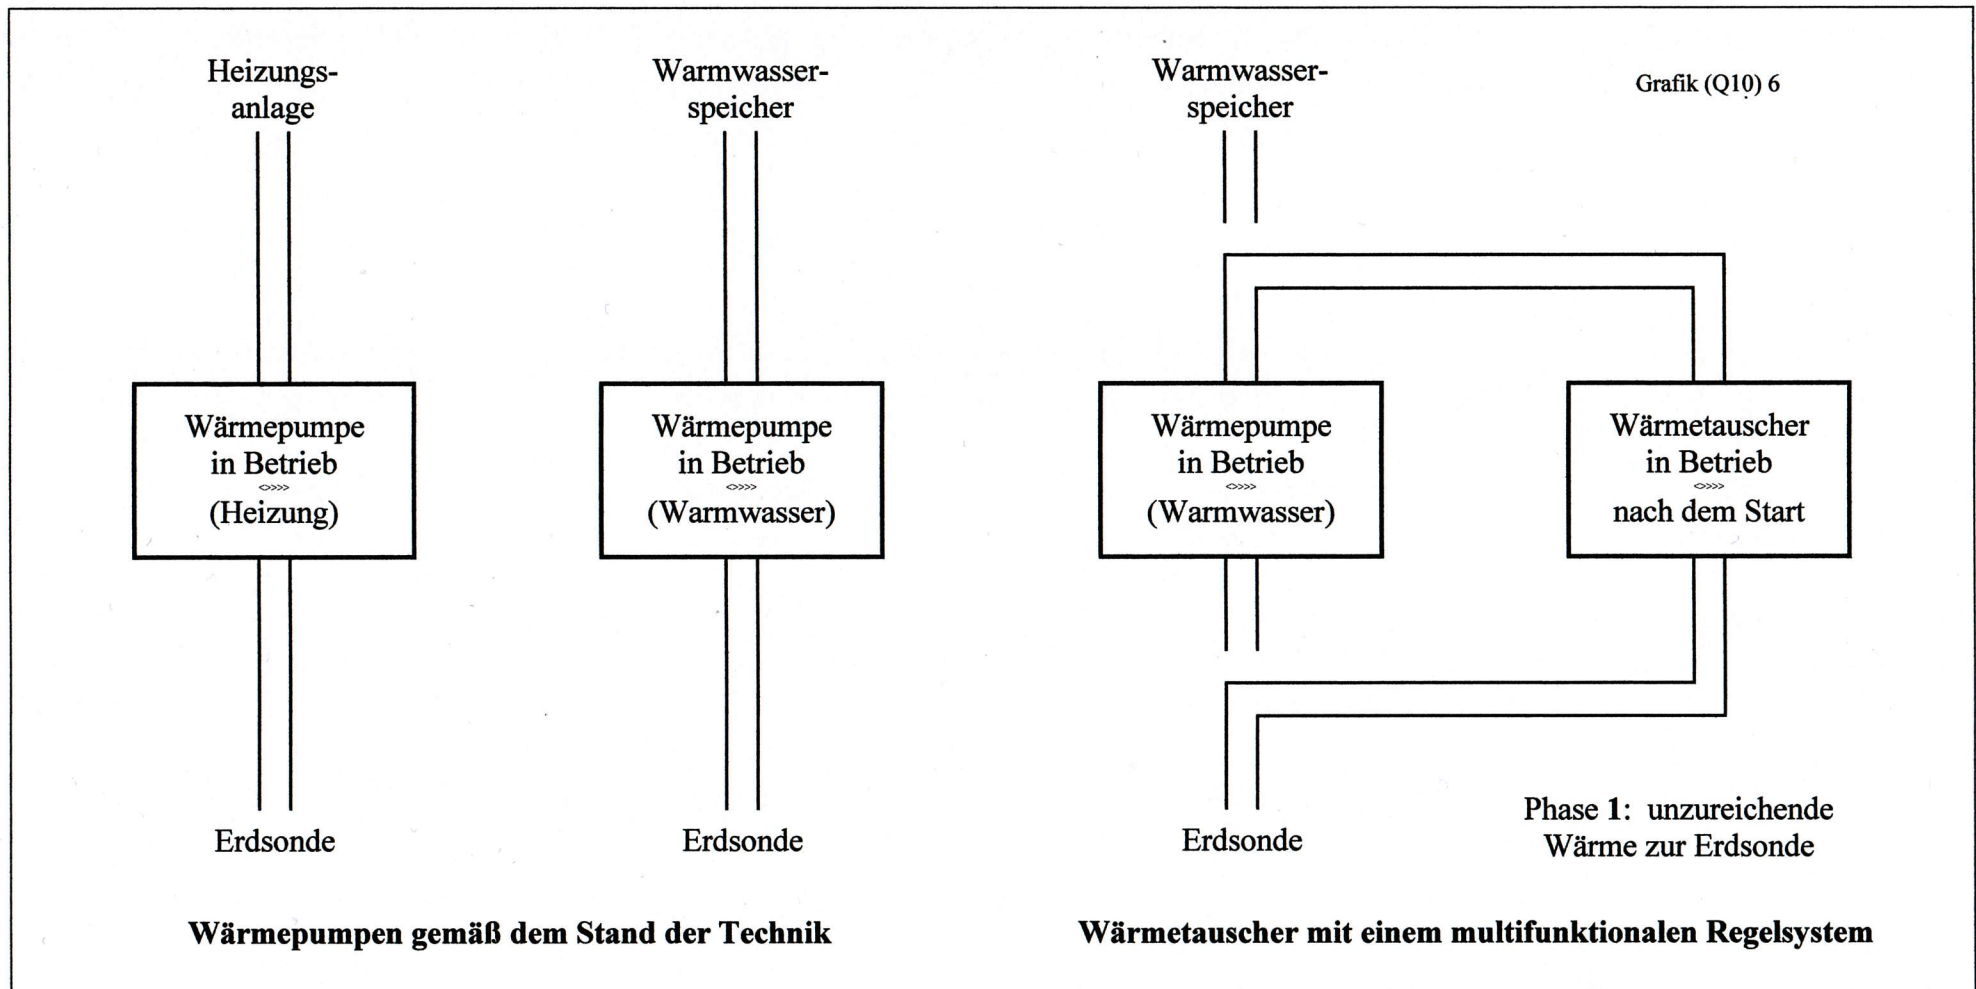 Heizungs-
anlage
Warmwasser-
speicher
Warmwasser-
speicher
Grafik (Q10) 6
Wärmepumpe
in Betrieb
<>>>>
(Heizung)
Wärmepumpe
in Betrieb
<>>>>
(Warmwasser)
Wärmepumpe
in Betrieb
<>>>>
(Warmwasser)
Wärmetauscher
in Betrieb
<>>>>
nach dem Start
Erdsonde
Erdsonde
Erdsonde
Phase 1: unzureichende
Wärme zur Erdsonde
Wärmepumpen gemäß dem Stand der Technik
Wärmetauscher mit einem multifunktionalen Regelsystem